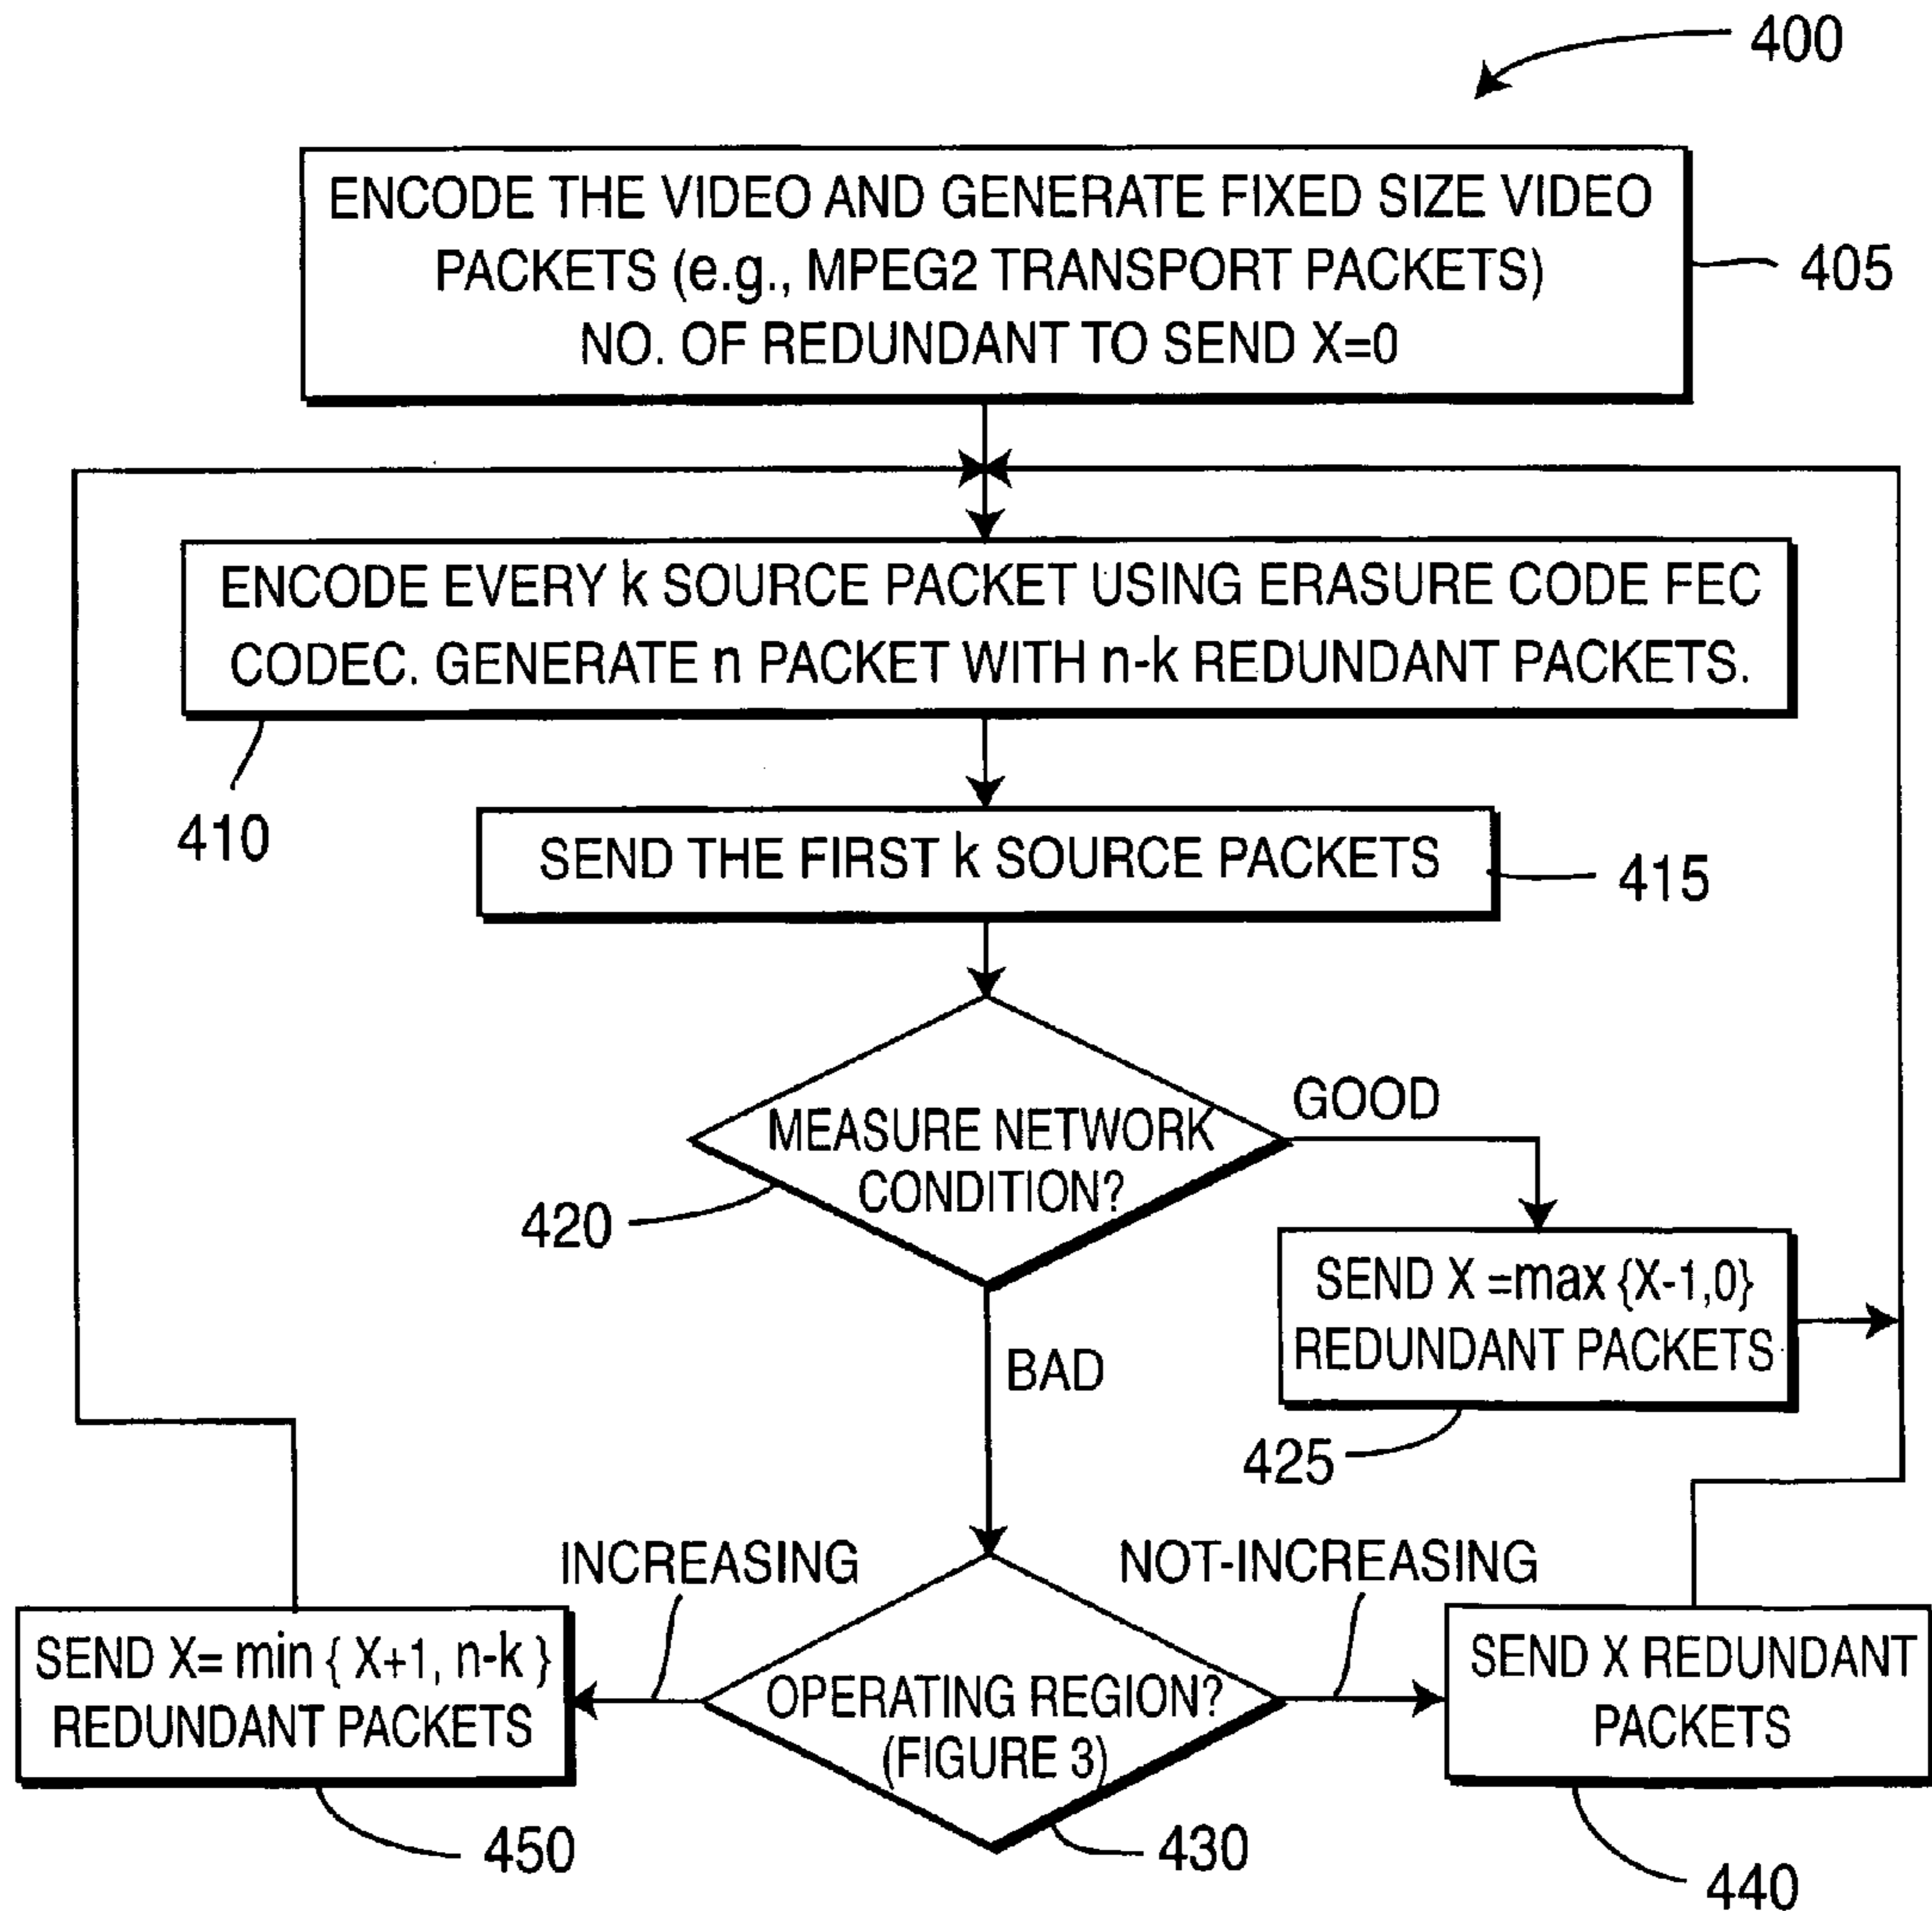 400
ENCODE THE VIDEO AND GENERATE FIXED SIZE VIDEO
PACKETS (e.g., MPEG2 TRANSPORT PACKETS)
NO. OF REDUNDANT TO SEND X=0
405
ENCODE EVERY k SOURCE PACKET USING ERASURE CODE FEC
CODEC. GENERATE n PACKET WITH n-k REDUNDANT PACKETS.
410
SEND THE FIRST k SOURCE PACKETS
415
MEASURE NETWORK
CONDITION?
420
GOOD
SEND X =max {X-1,0}
REDUNDANT PACKETS
425
BAD
INCREASING
NOT-INCREASING
SEND X= min { X+1, n-k }
REDUNDANT PACKETS
450
OPERATING REGION?
(FIGURE 3)
430
SEND X REDUNDANT
PACKETS
440